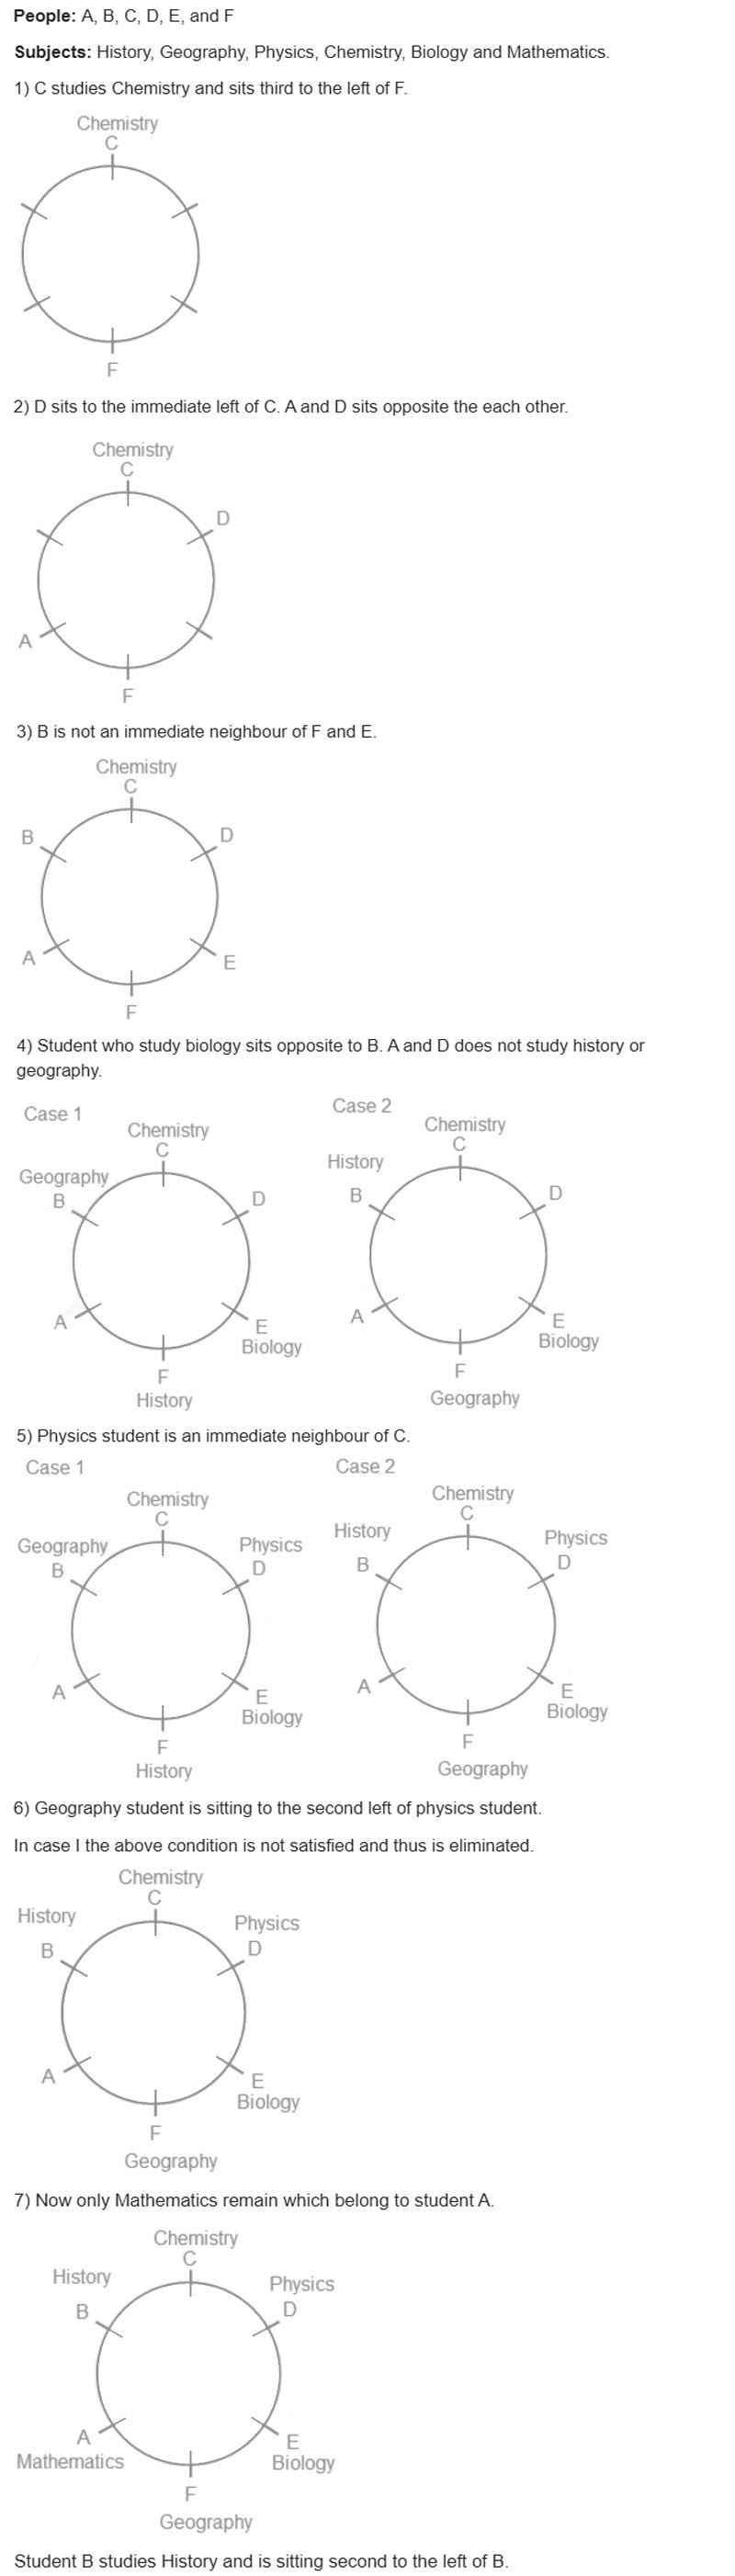 People: A, B, C, D, E, and F
Subjects: History, Geography, Physics, Chemistry, Biology and Mathematics.
1) C studies Chemistry and sits third to the left of F.
Chemistry
C
F
2) D sits to the immediate left of C. A and D sits opposite the each other.
Chemistry
C
D
A
F
3) B is not an immediate neighbour of F and E.
Chemistry
C
B
D
A
E
F
4) Student who study biology sits opposite to B. A and D does not study history or
geography.
Case 1
Chemistry
C
Geography
B
D
A
E
Biology
F
History
Case 2
Chemistry
C
History
B
D
A
E
Biology
F
Geography
5) Physics student is an immediate neighbour of C.
Case 1
Chemistry
C
Geography
B
Physics
D
A
E
Biology
F
History
Case 2
Chemistry
C
History
B
Physics
D
A
E
Biology
F
Geography
6) Geography student is sitting to the second left of physics student.
In case I the above condition is not satisfied and thus is eliminated.
Chemistry
C
History
B
Physics
D
A
E
Biology
F
Geography
7) Now only Mathematics remain which belong to student A.
Chemistry
C
History
B
Physics
D
A
Mathematics
E
Biology
F
Geography
Student B studies History and is sitting second to the left of B.